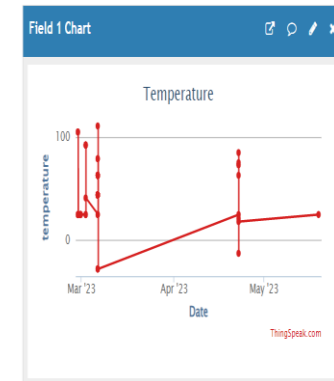 Field 1 Chart
Temperature
temperature
100
0
Mar '23 Apr '23 May '23
Date
ThingSpeak.com